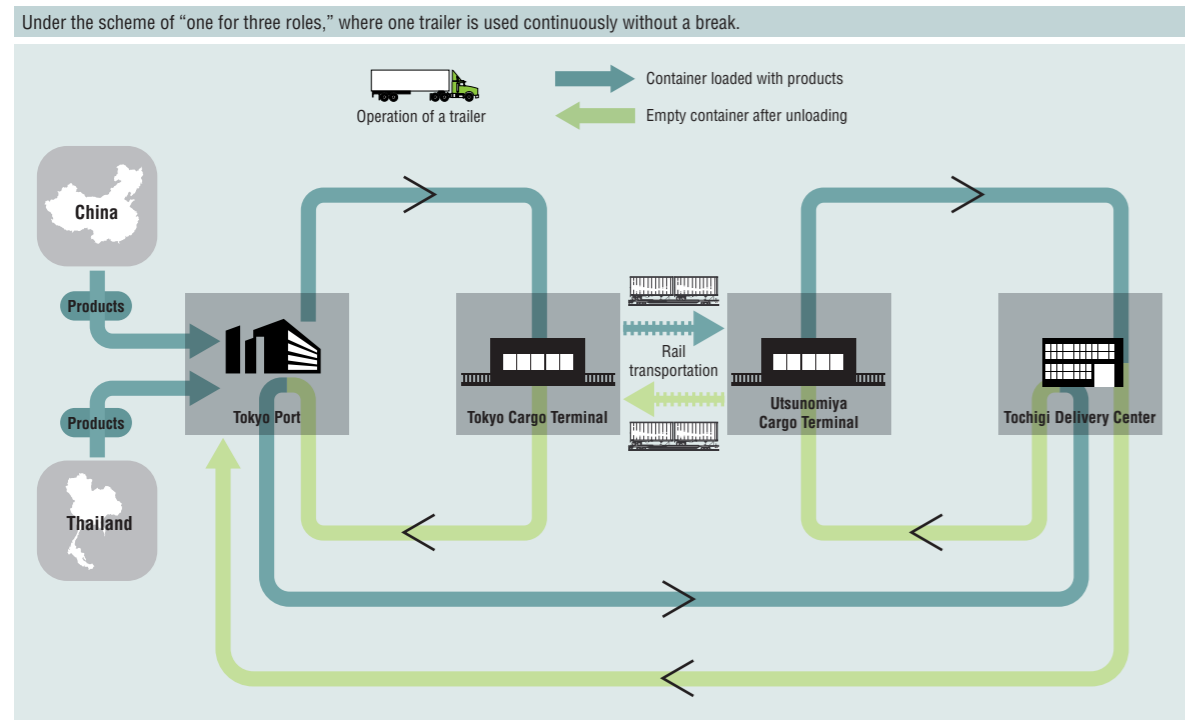 Under the scheme of “one for three roles,” where one trailer is used continuously without a break.
Operation of a trailer
Container loaded with products
Empty container after unloading
China
Products
Products
Thailand
Tokyo Port
Tokyo Cargo Terminal
Rail
transportation
Utsunomiya
Cargo Terminal
Tochigi Delivery Center